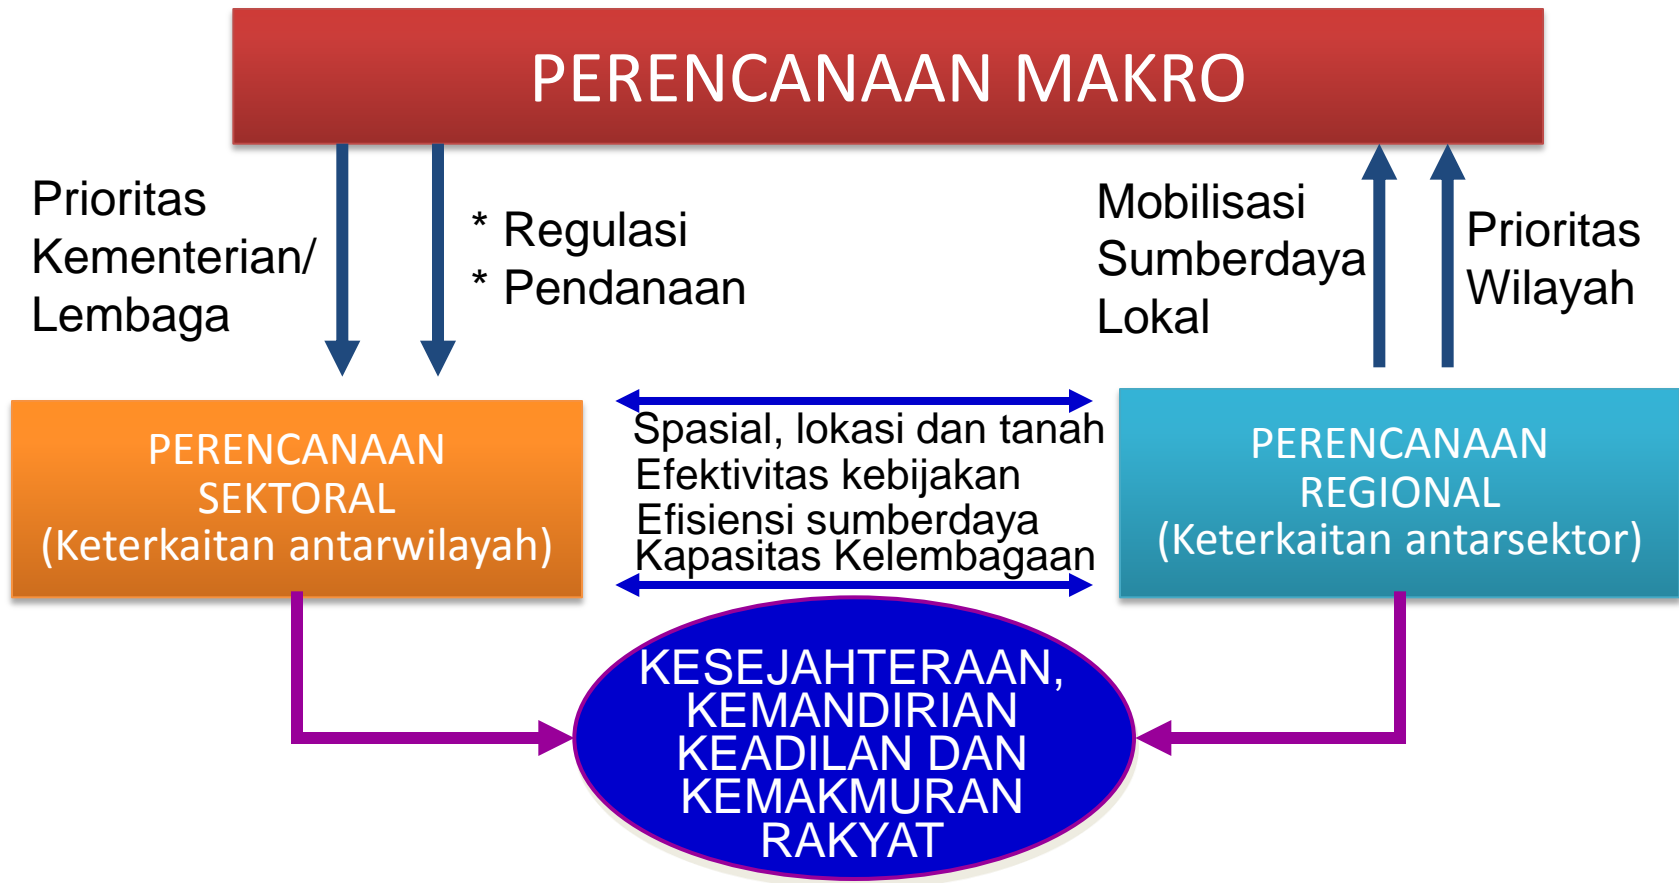 PERENCANAAN MAKRO
Prioritas
Kementerian/
Lembaga
* Regulasi
* Pendanaan
Mobilisasi
Sumberdaya
Lokal
Prioritas
Wilayah
PERENCANAAN
SEKTORAL
(Keterkaitan antarwilayah)
Spasial, lokasi dan tanah
Efektivitas kebijakan
Efisiensi sumberdaya
Kapasitas Kelembagaan
PERENCANAAN
REGIONAL
(Keterkaitan antarsektor)
KESEJAHTERAAN,
KEMANDIRIAN
KEADILAN DAN
KEMAKMURAN
RAKYAT